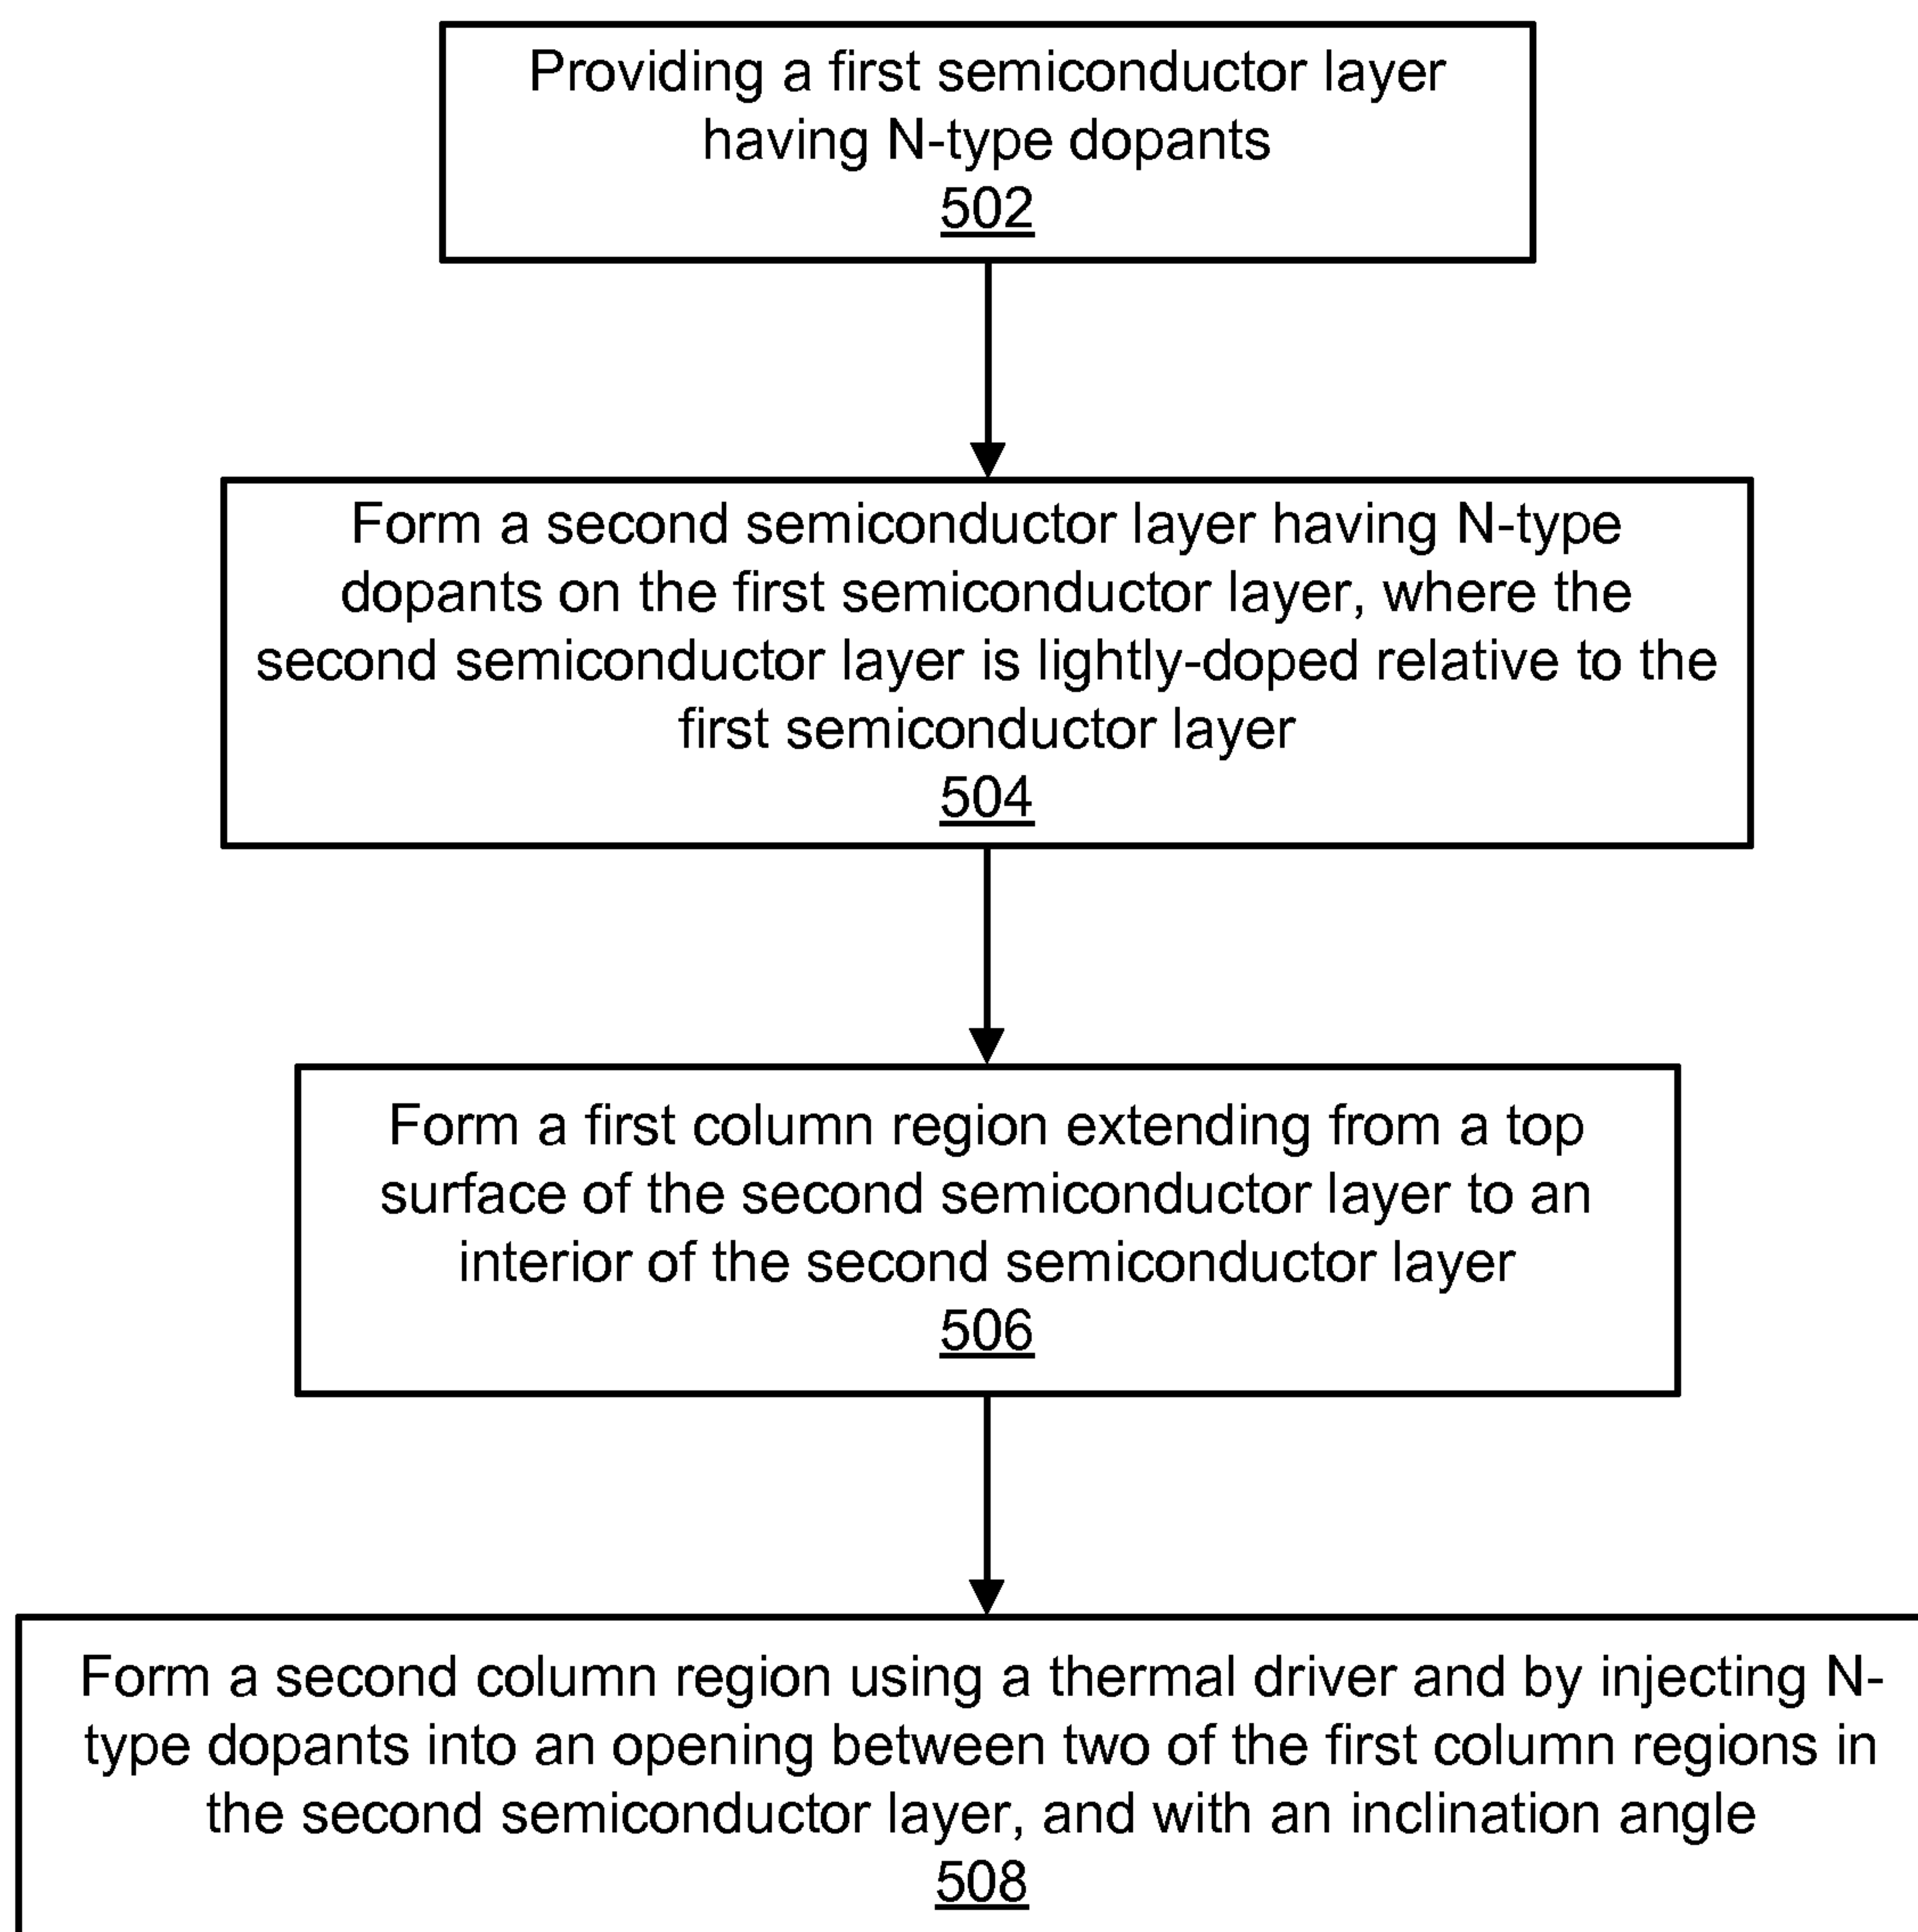 Providing a first semiconductor layer
having N-type dopants
502
Form a second semiconductor layer having N-type
dopants on the first semiconductor layer, where the
second semiconductor layer is lightly-doped relative to the
first semiconductor layer
504
Form a first column region extending from a top
surface of the second semiconductor layer to an
interior of the second semiconductor layer
506
Form a second column region using a thermal driver and by injecting N-
type dopants into an opening between two of the first column regions in
the second semiconductor layer, and with an inclination angle
508